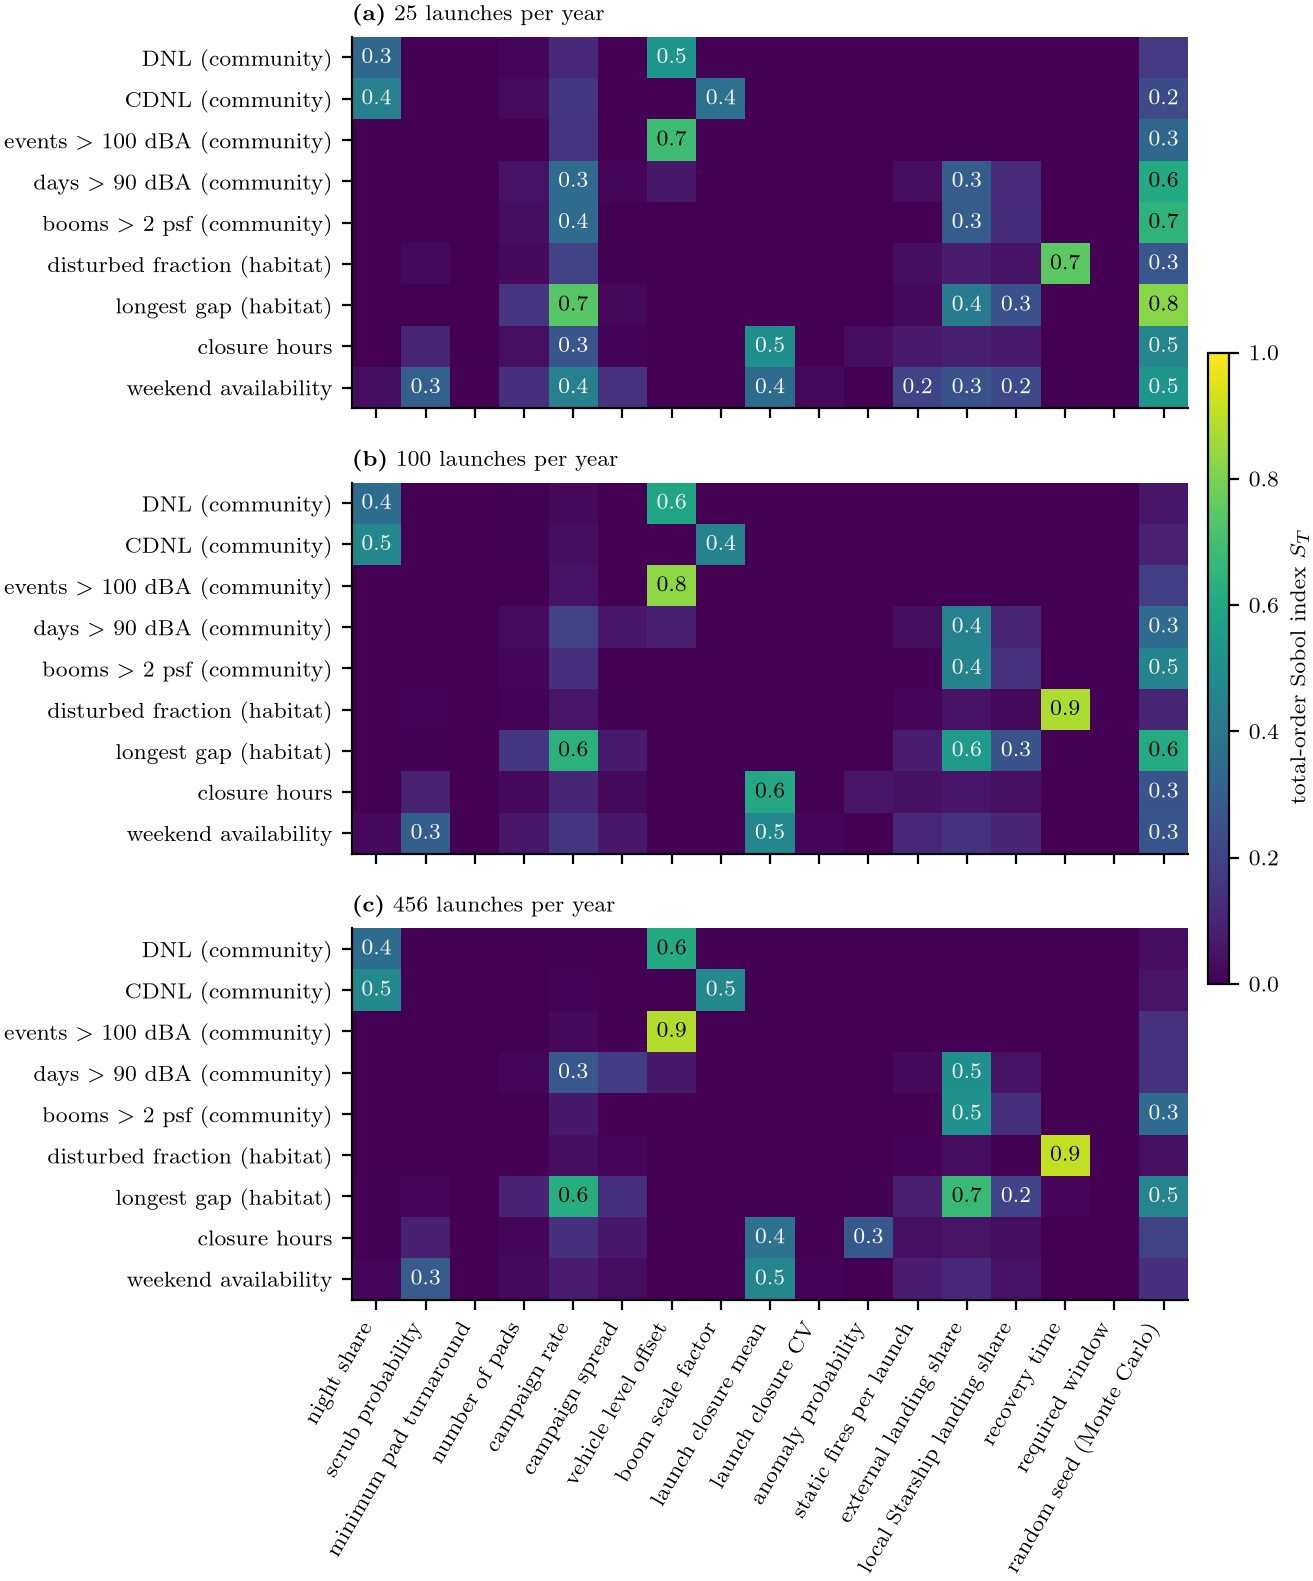 (a) 25 launches per year
DNL (community) 0.3 0.5
CDNL (community) 0.4 0.4 0.2
events > 100 dBA (community) 0.7 0.3
days > 90 dBA (community) 0.3 0.3 0.6
booms > 2 psf (community) 0.4 0.3 0.7
disturbed fraction (habitat) 0.7 0.3
longest gap (habitat) 0.7 0.4 0.3 0.8
closure hours 0.3 0.5 0.5
weekend availability 0.3 0.4 0.4 0.2 0.3 0.2 0.5
(b) 100 launches per year
DNL (community) 0.4 0.6
CDNL (community) 0.5 0.4
events > 100 dBA (community) 0.8
days > 90 dBA (community) 0.4 0.3
booms > 2 psf (community) 0.4 0.5
disturbed fraction (habitat) 0.9
longest gap (habitat) 0.6 0.6 0.3 0.6
closure hours 0.6 0.3
weekend availability 0.3 0.5 0.3
(c) 456 launches per year
DNL (community) 0.4 0.6
CDNL (community) 0.5 0.5
events > 100 dBA (community) 0.9
days > 90 dBA (community) 0.3 0.5
booms > 2 psf (community) 0.5 0.3
disturbed fraction (habitat) 0.9
longest gap (habitat) 0.6 0.7 0.2 0.5
closure hours 0.4 0.3
weekend availability 0.3 0.5
night share
scrub probability
minimum pad turnaround
number of pads
campaign rate
campaign spread
vehicle level offset
boom scale factor
launch closure mean
launch closure CV
anomaly probability
static fires per launch
external landing share
local Starship landing share
recovery time
required window
random seed (Monte Carlo)
1.0
0.8
0.6
0.4
0.2
0.0
total-order Sobol index S_T